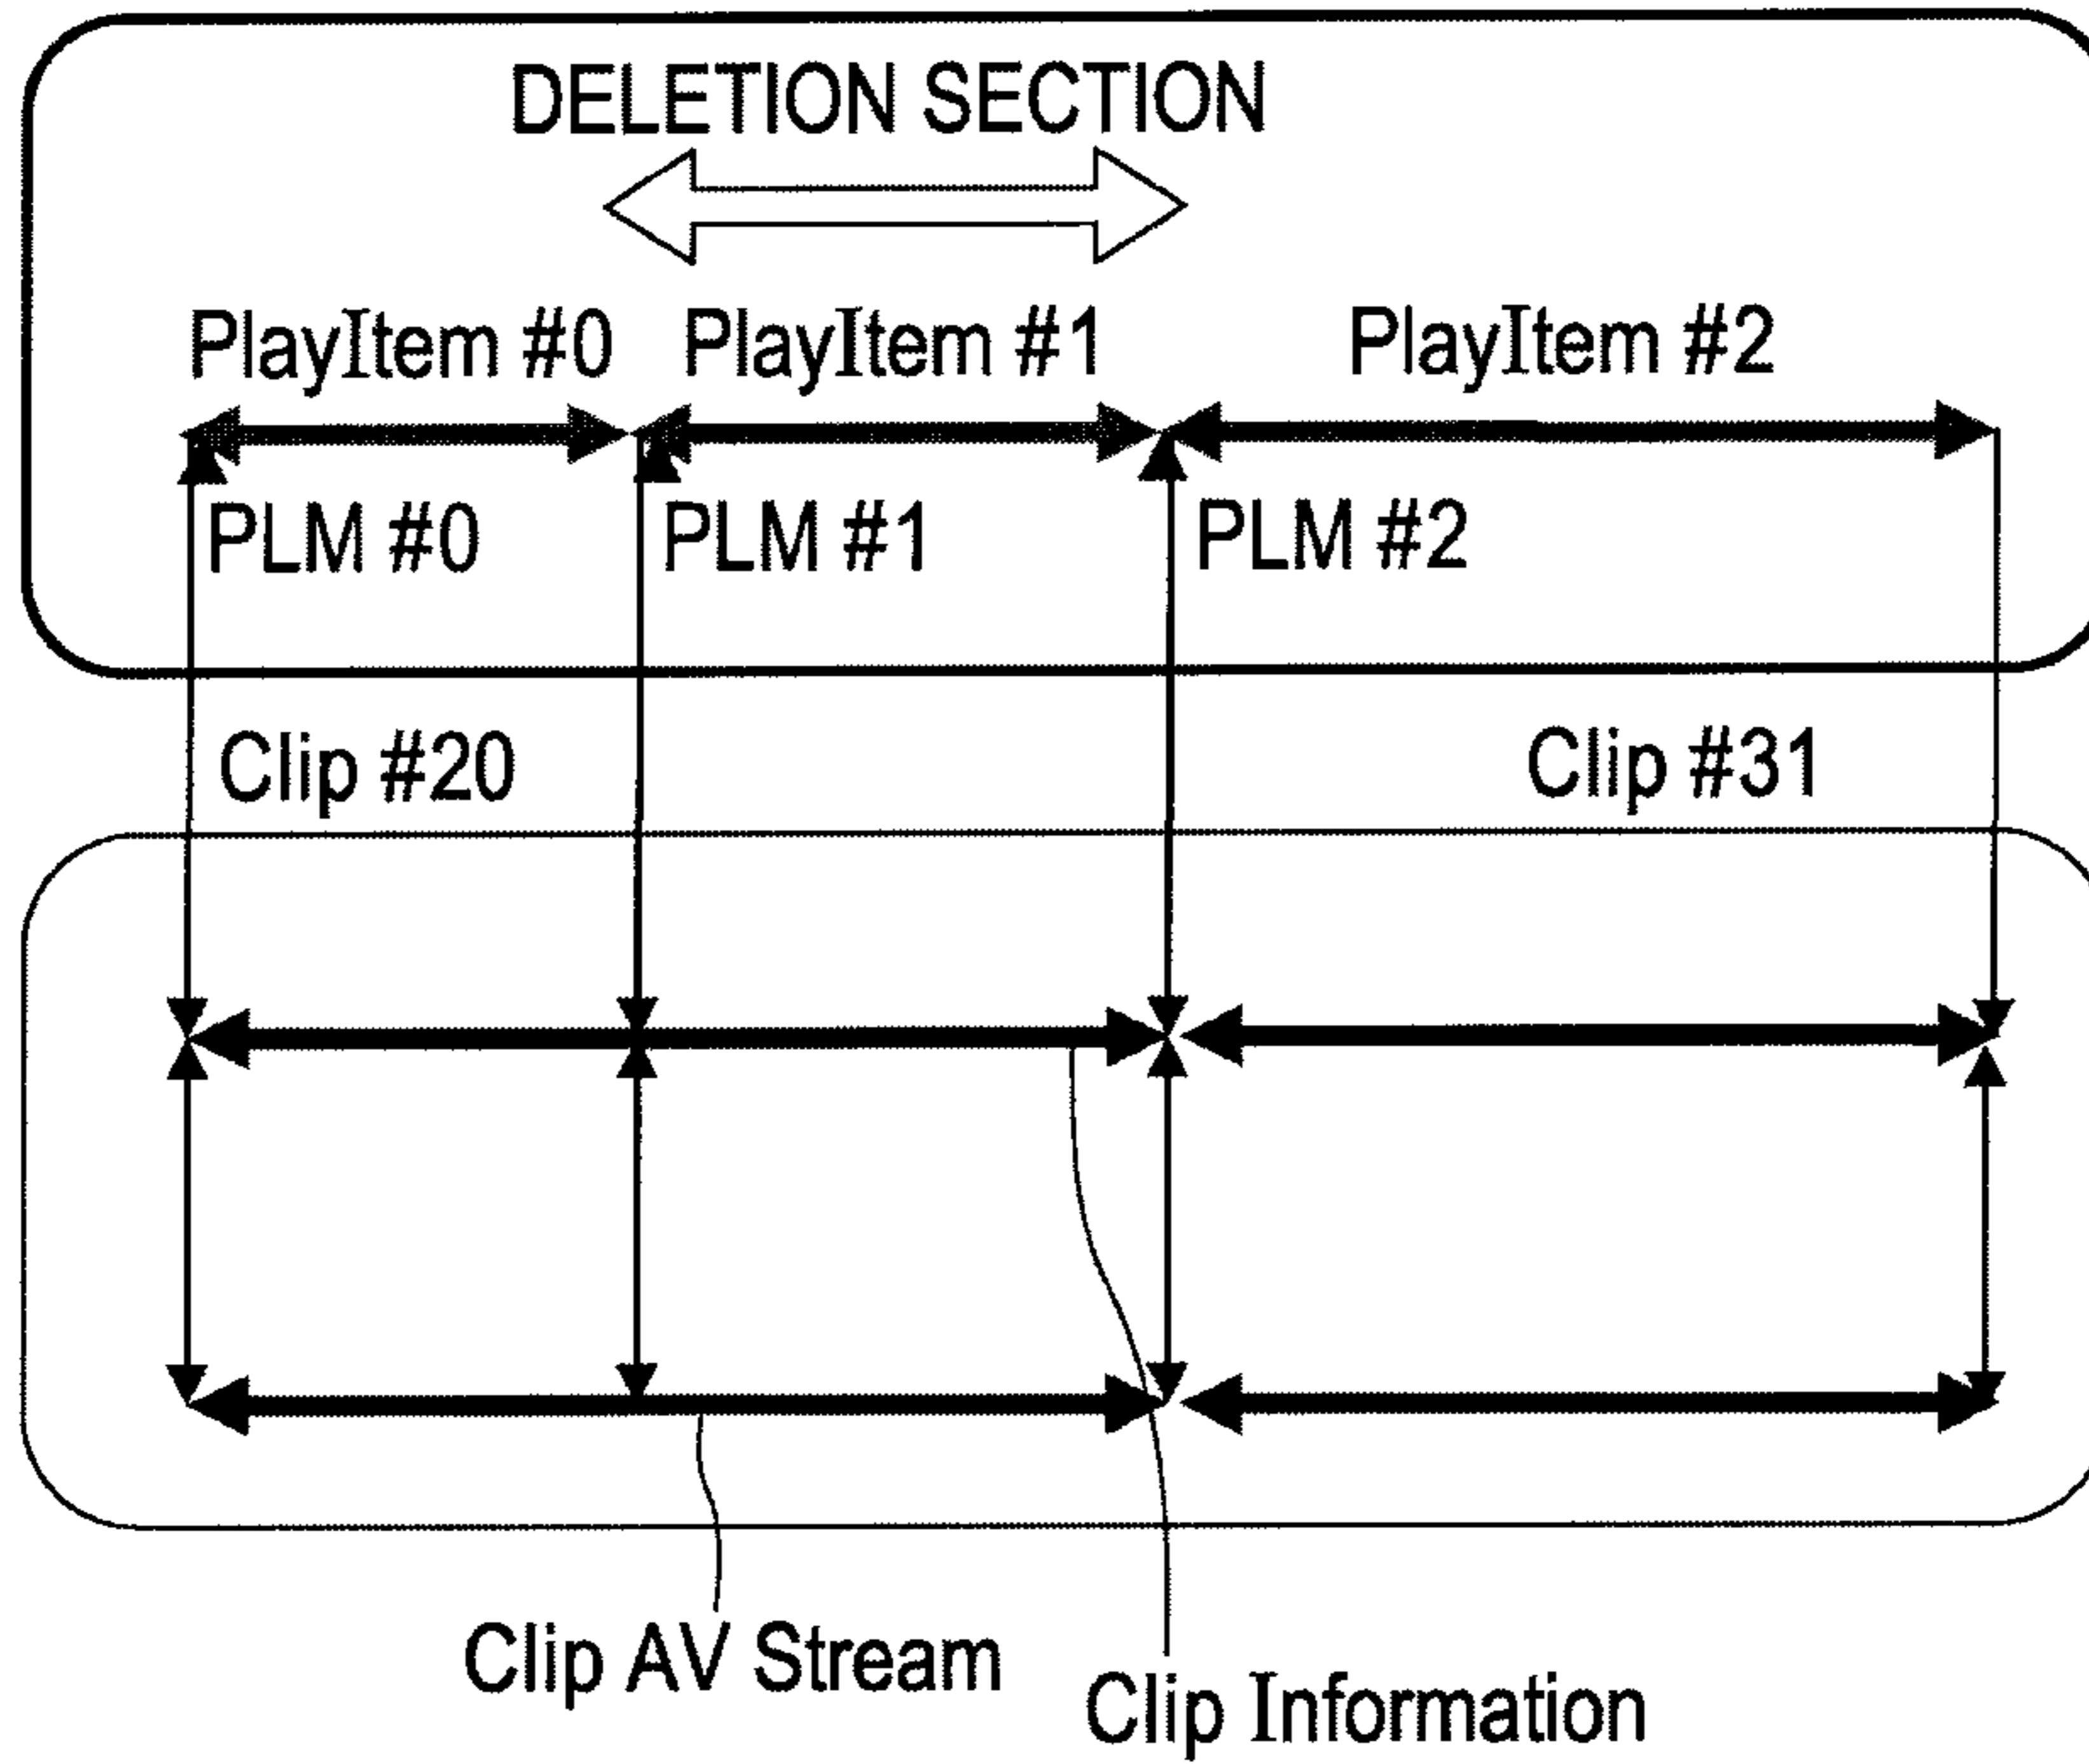 DELETION SECTION
PlayItem #0 PlayItem #1 PlayItem #2
PLM #0 PLM #1 PLM #2
Clip #20 Clip #31
Clip AV Stream
Clip Information